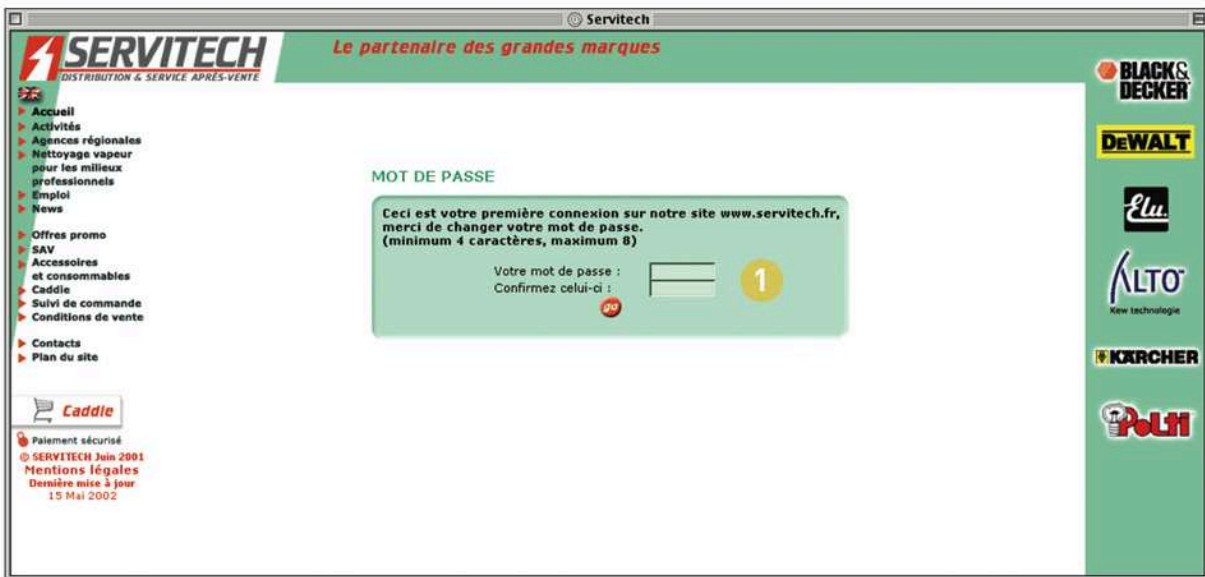 Servitech
SERVITECH
DISTRIBUTION & SERVICE APRÈS-VENTE
Le partenaire des grandes marques
Accueil
Activités
Agences régionales
Nettoyage vapeur
pour les milieux
professionnels
Emploi
News
Offres promo
SAV
Accessoires
et consommables
Caddie
Suivi de commande
Conditions de vente
Contacts
Plan du site
Caddie
Paiement sécurisé
© SERVITECH Juin 2001
Mentions légales
Dernière mise à jour
15 Mai 2002
MOT DE PASSE
Ceci est votre première connexion sur notre site www.servitech.fr,
merci de changer votre mot de passe.
(minimum 4 caractères, maximum 8)
Votre mot de passe :
Confirmez celui-ci :
go
1
BLACK&
DECKER
DEWALT
Elu.
ALTO
Kew technologie
KÄRCHER
Polti